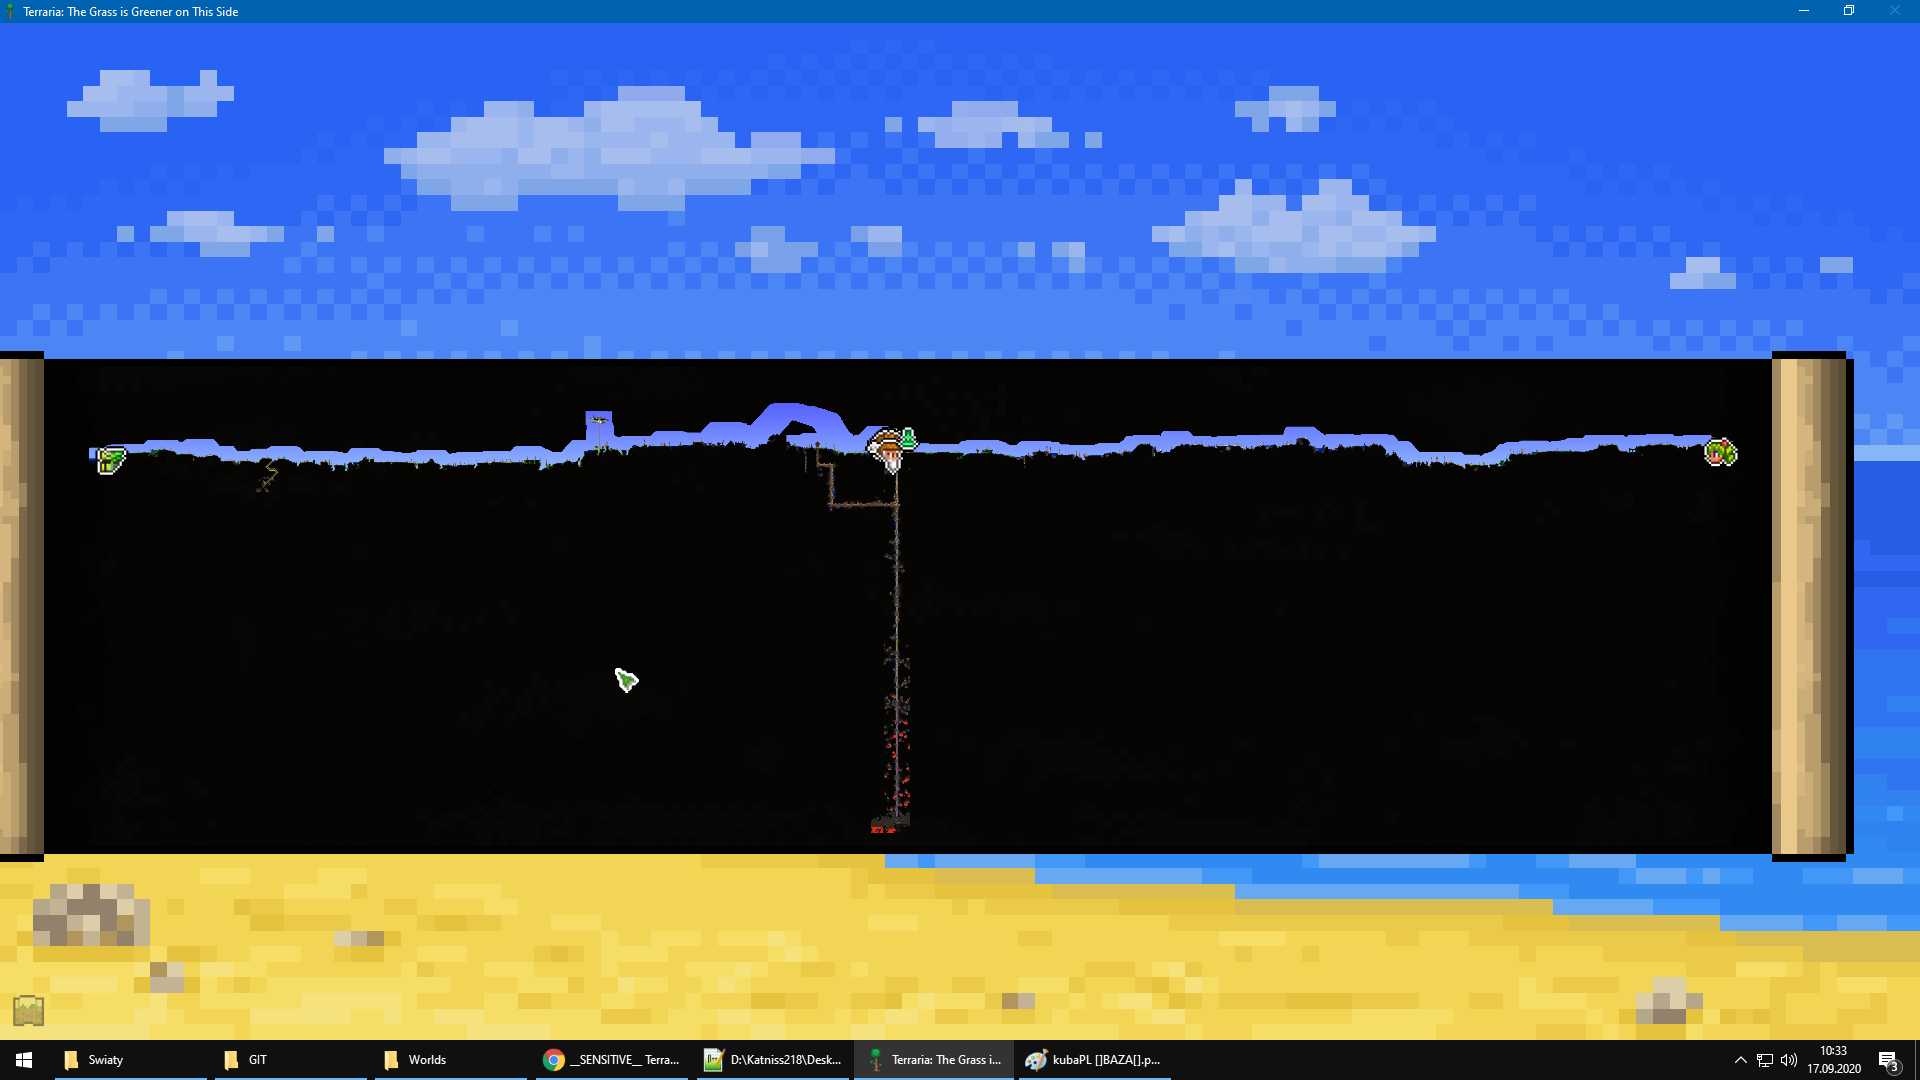 Terraria: The Grass is Greener on This Side
Swiaty
GIT
Worlds
__SENSITIVE__ Terra...
D:\Katniss218\Desk...
Terraria: The Grass i...
kubaPL []BAZA[].p...
10:33
17.09.2020
3